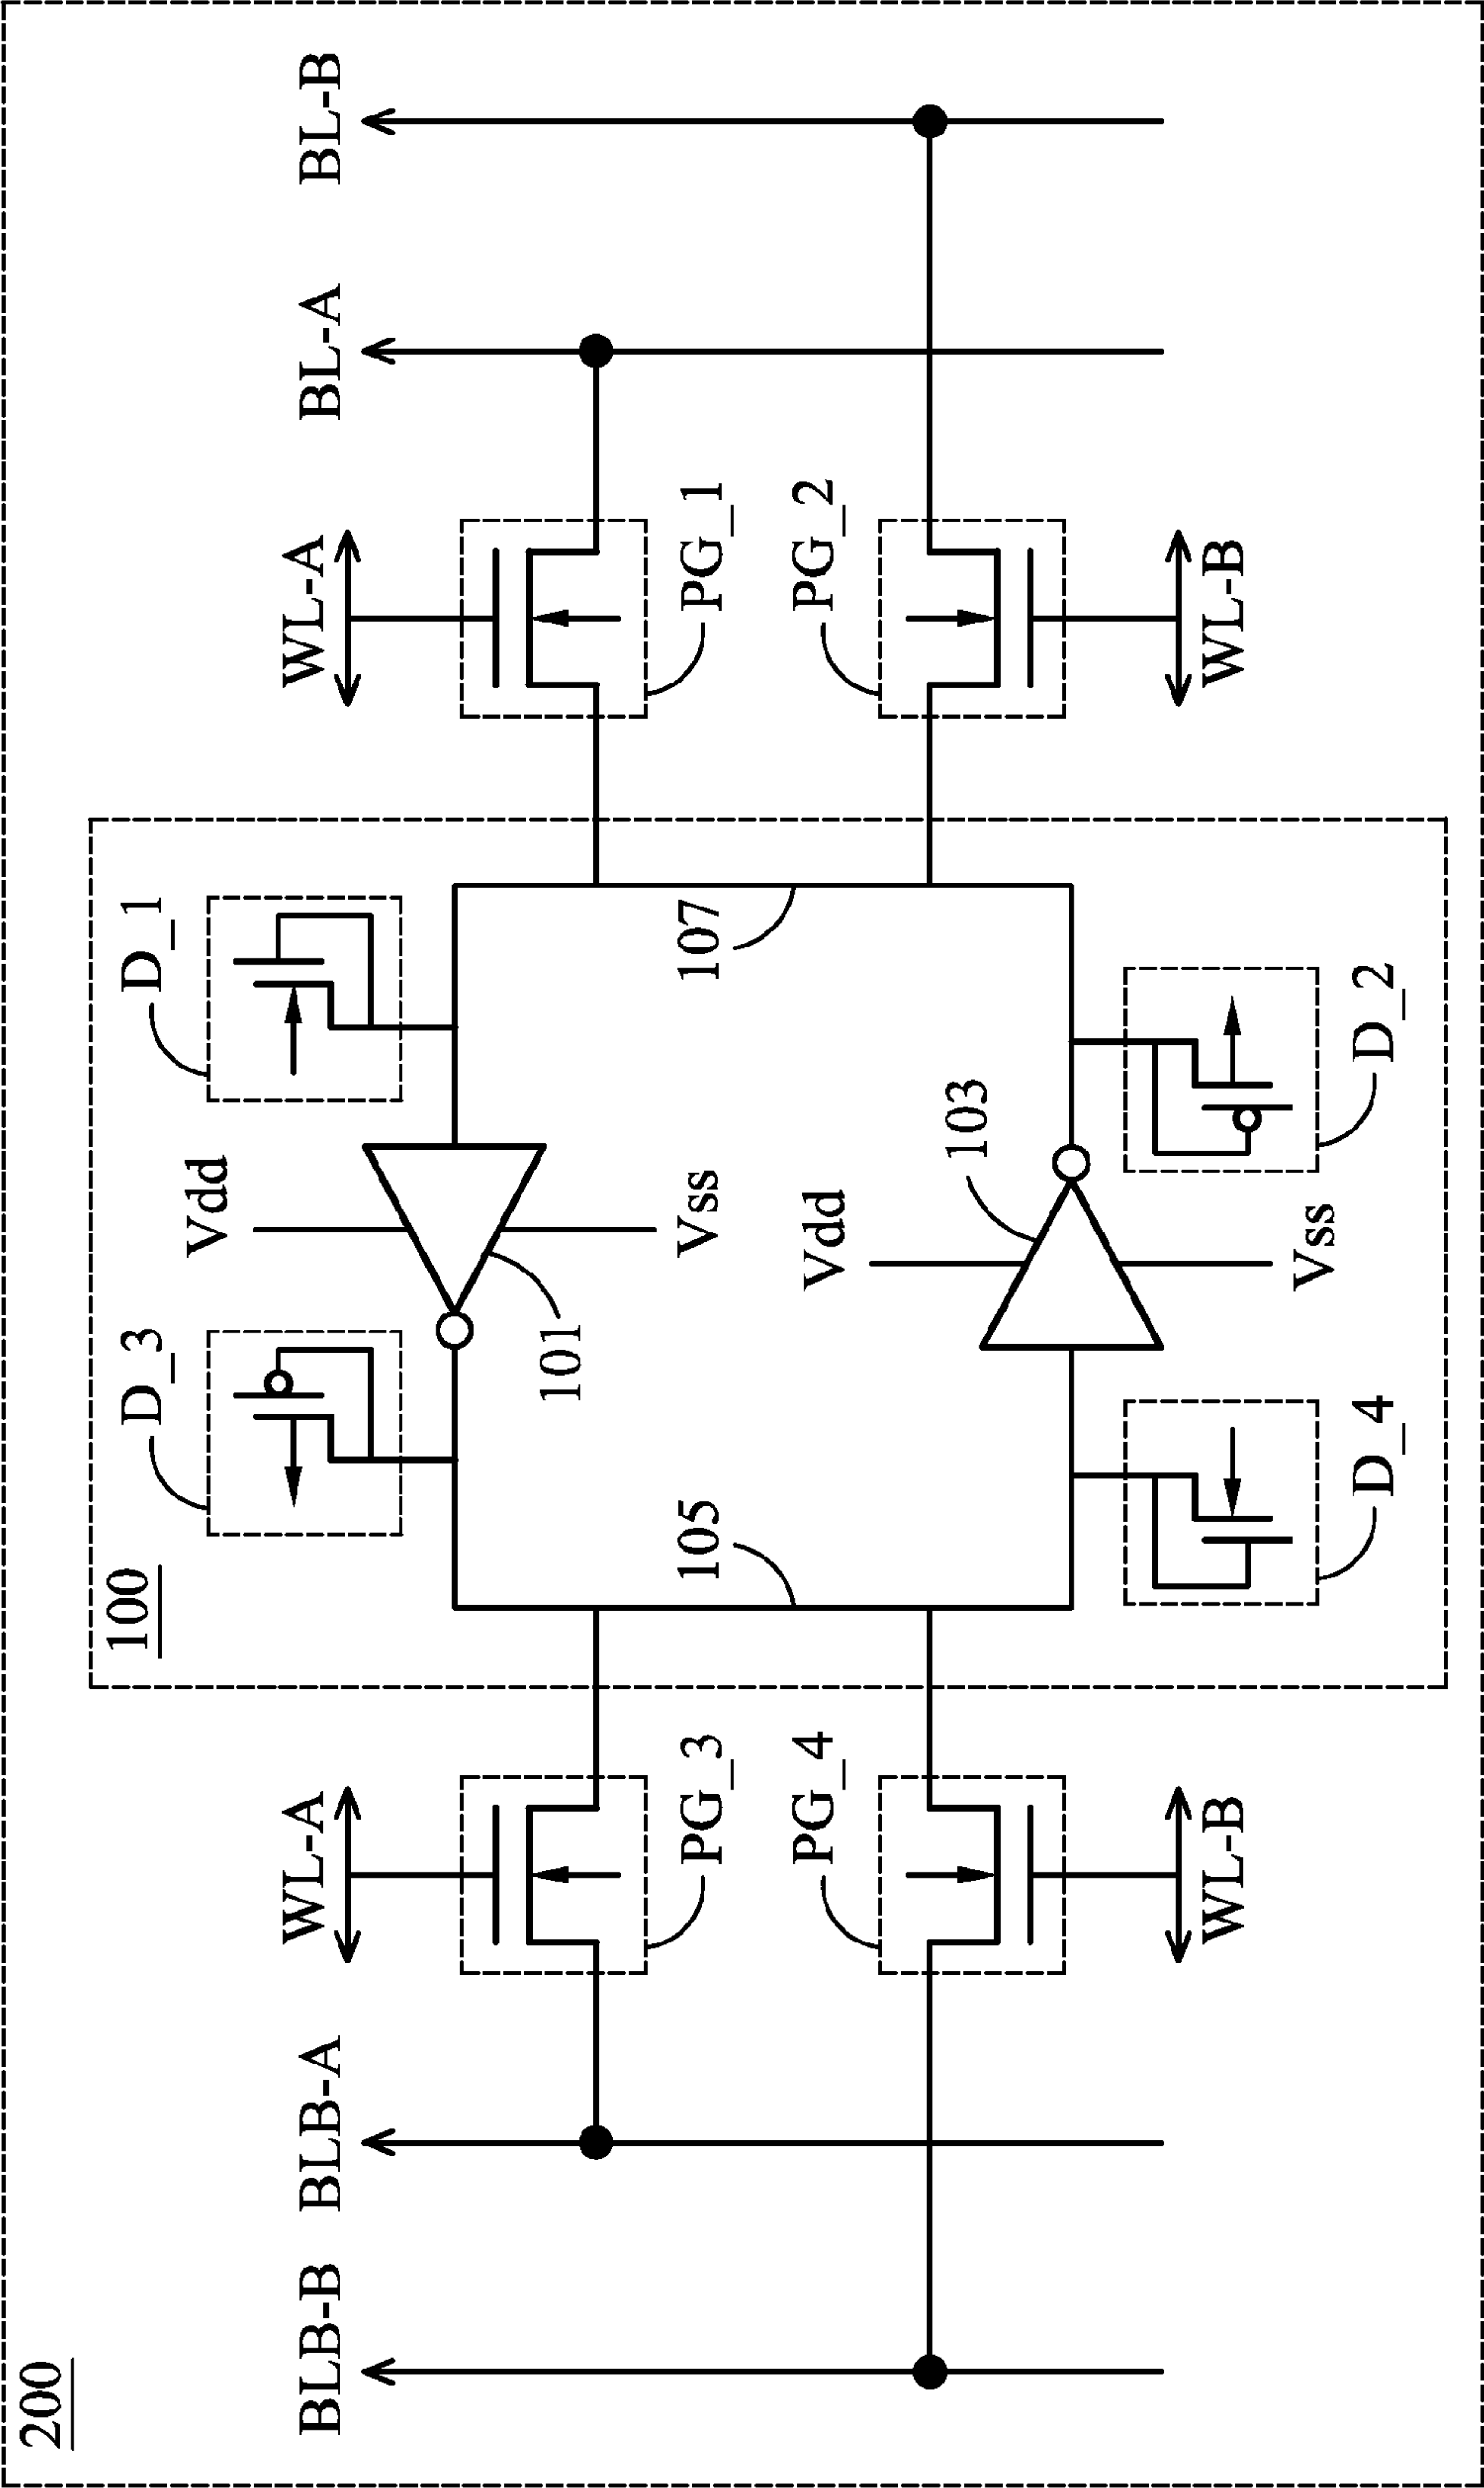 200
100
D_3
D_1
Vdd
BLB-B
BLB-A
WL-A
WL-A
BL-A
BL-B
101
PG_3
105
Vss
107
PG_1
PG_4
Vdd
PG_2
103
WL-B
WL-B
Vss
D_4
D_2